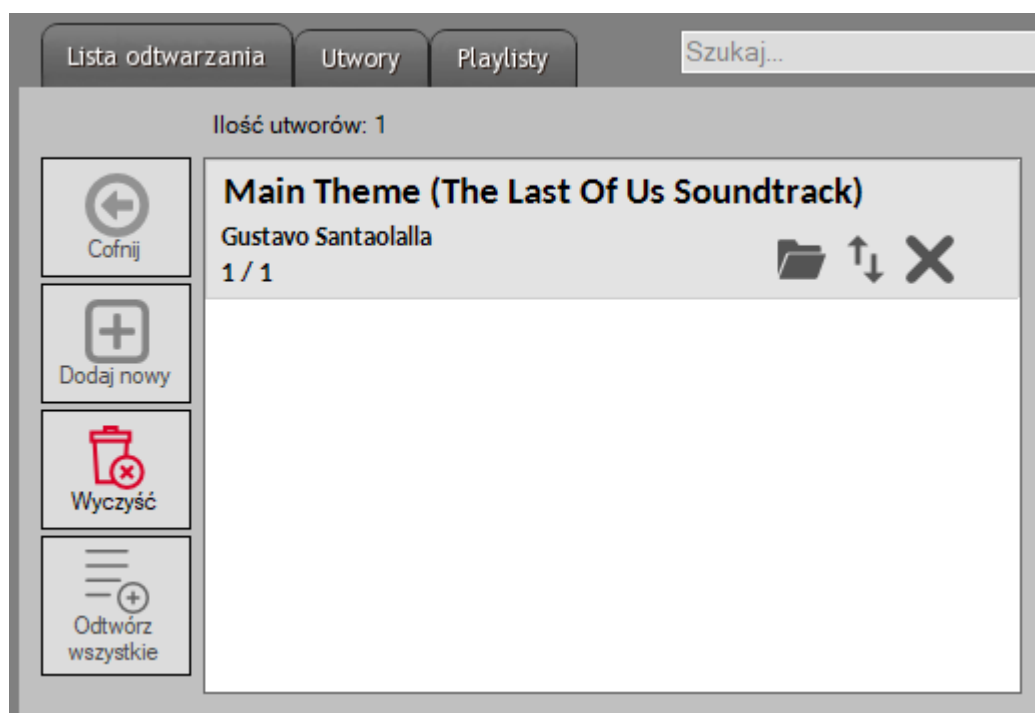 Lista odtwarzania
Utwory
Playlisty
Szukaj...
Ilość utworów: 1
Cofnij
Dodaj nowy
Wyczyść
Odtwórz
wszystkie
Main Theme (The Last Of Us Soundtrack)
Gustavo Santaolalla
1 / 1